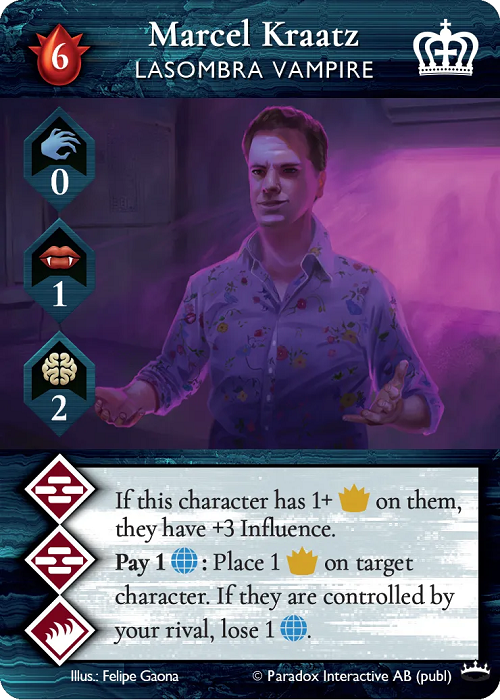 6
Marcel Kraatz
LASOMBRA VAMPIRE
0
1
2
If this character has 1+ on them,
they have +3 Influence.
Pay 1 : Place 1 on target
character. If they are controlled by
your rival, lose 1 .
Illus.: Felipe Gaona © Paradox Interactive AB (publ)